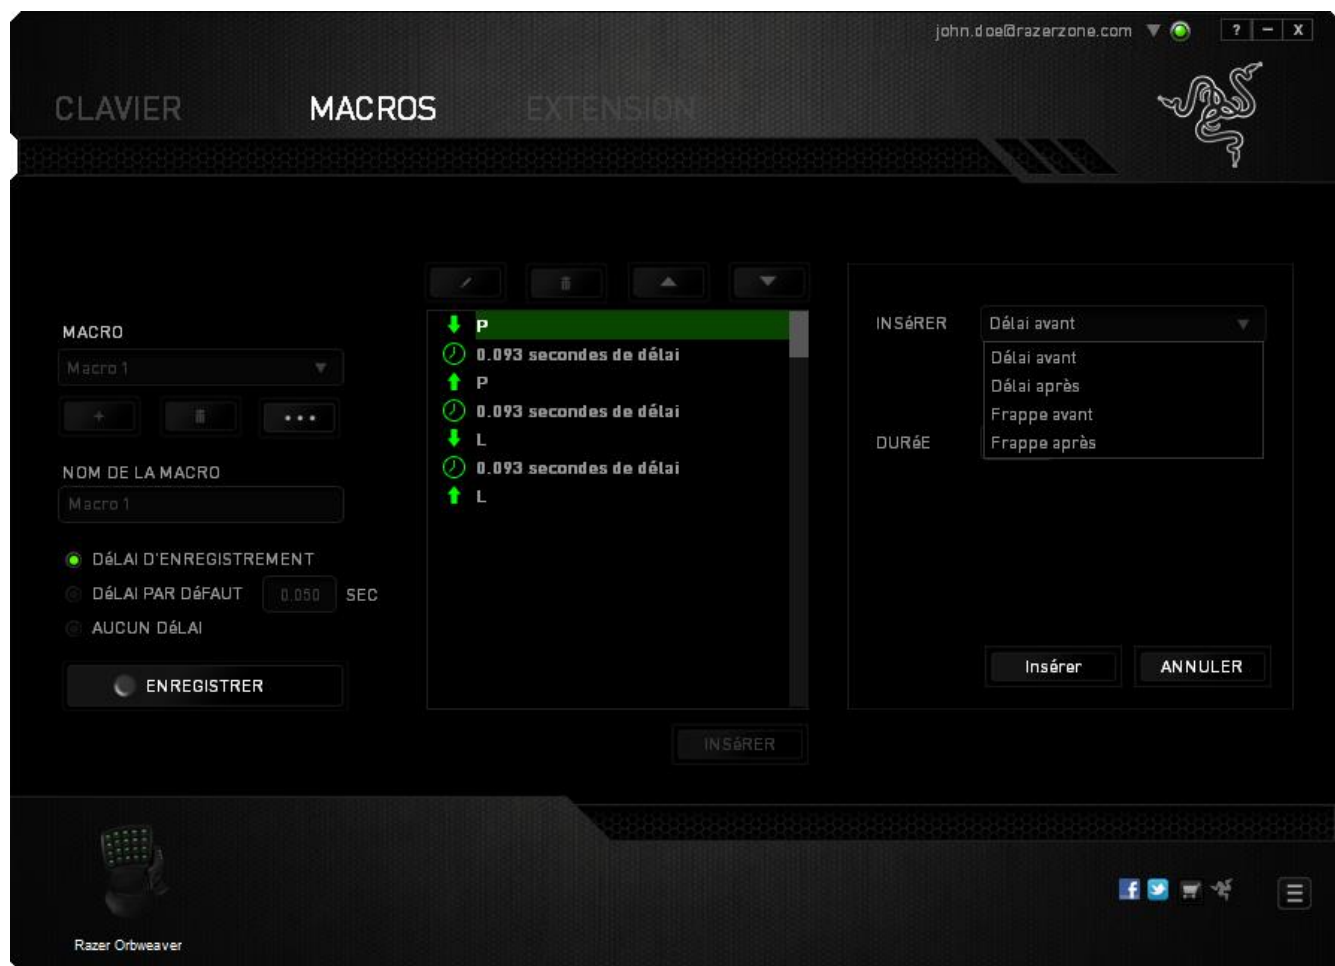 john.doe@razerzone.com
? – X
CLAVIER MACROS EXTENSION
MACRO
Macro 1
+
...
NOM DE LA MACRO
Macro 1
DéLAI D'ENREGISTREMENT
DéLAI PAR DéFAUT 0.050 SEC
AUCUN DéLAI
ENREGISTRER
P
0.093 secondes de délai
P
0.093 secondes de délai
L
0.093 secondes de délai
L
INSéRER
INSéRER Délai avant
Délai avant
Délai après
Frappe avant
Frappe après
DURéE
Insérer ANNULER
Razer Orbweaver